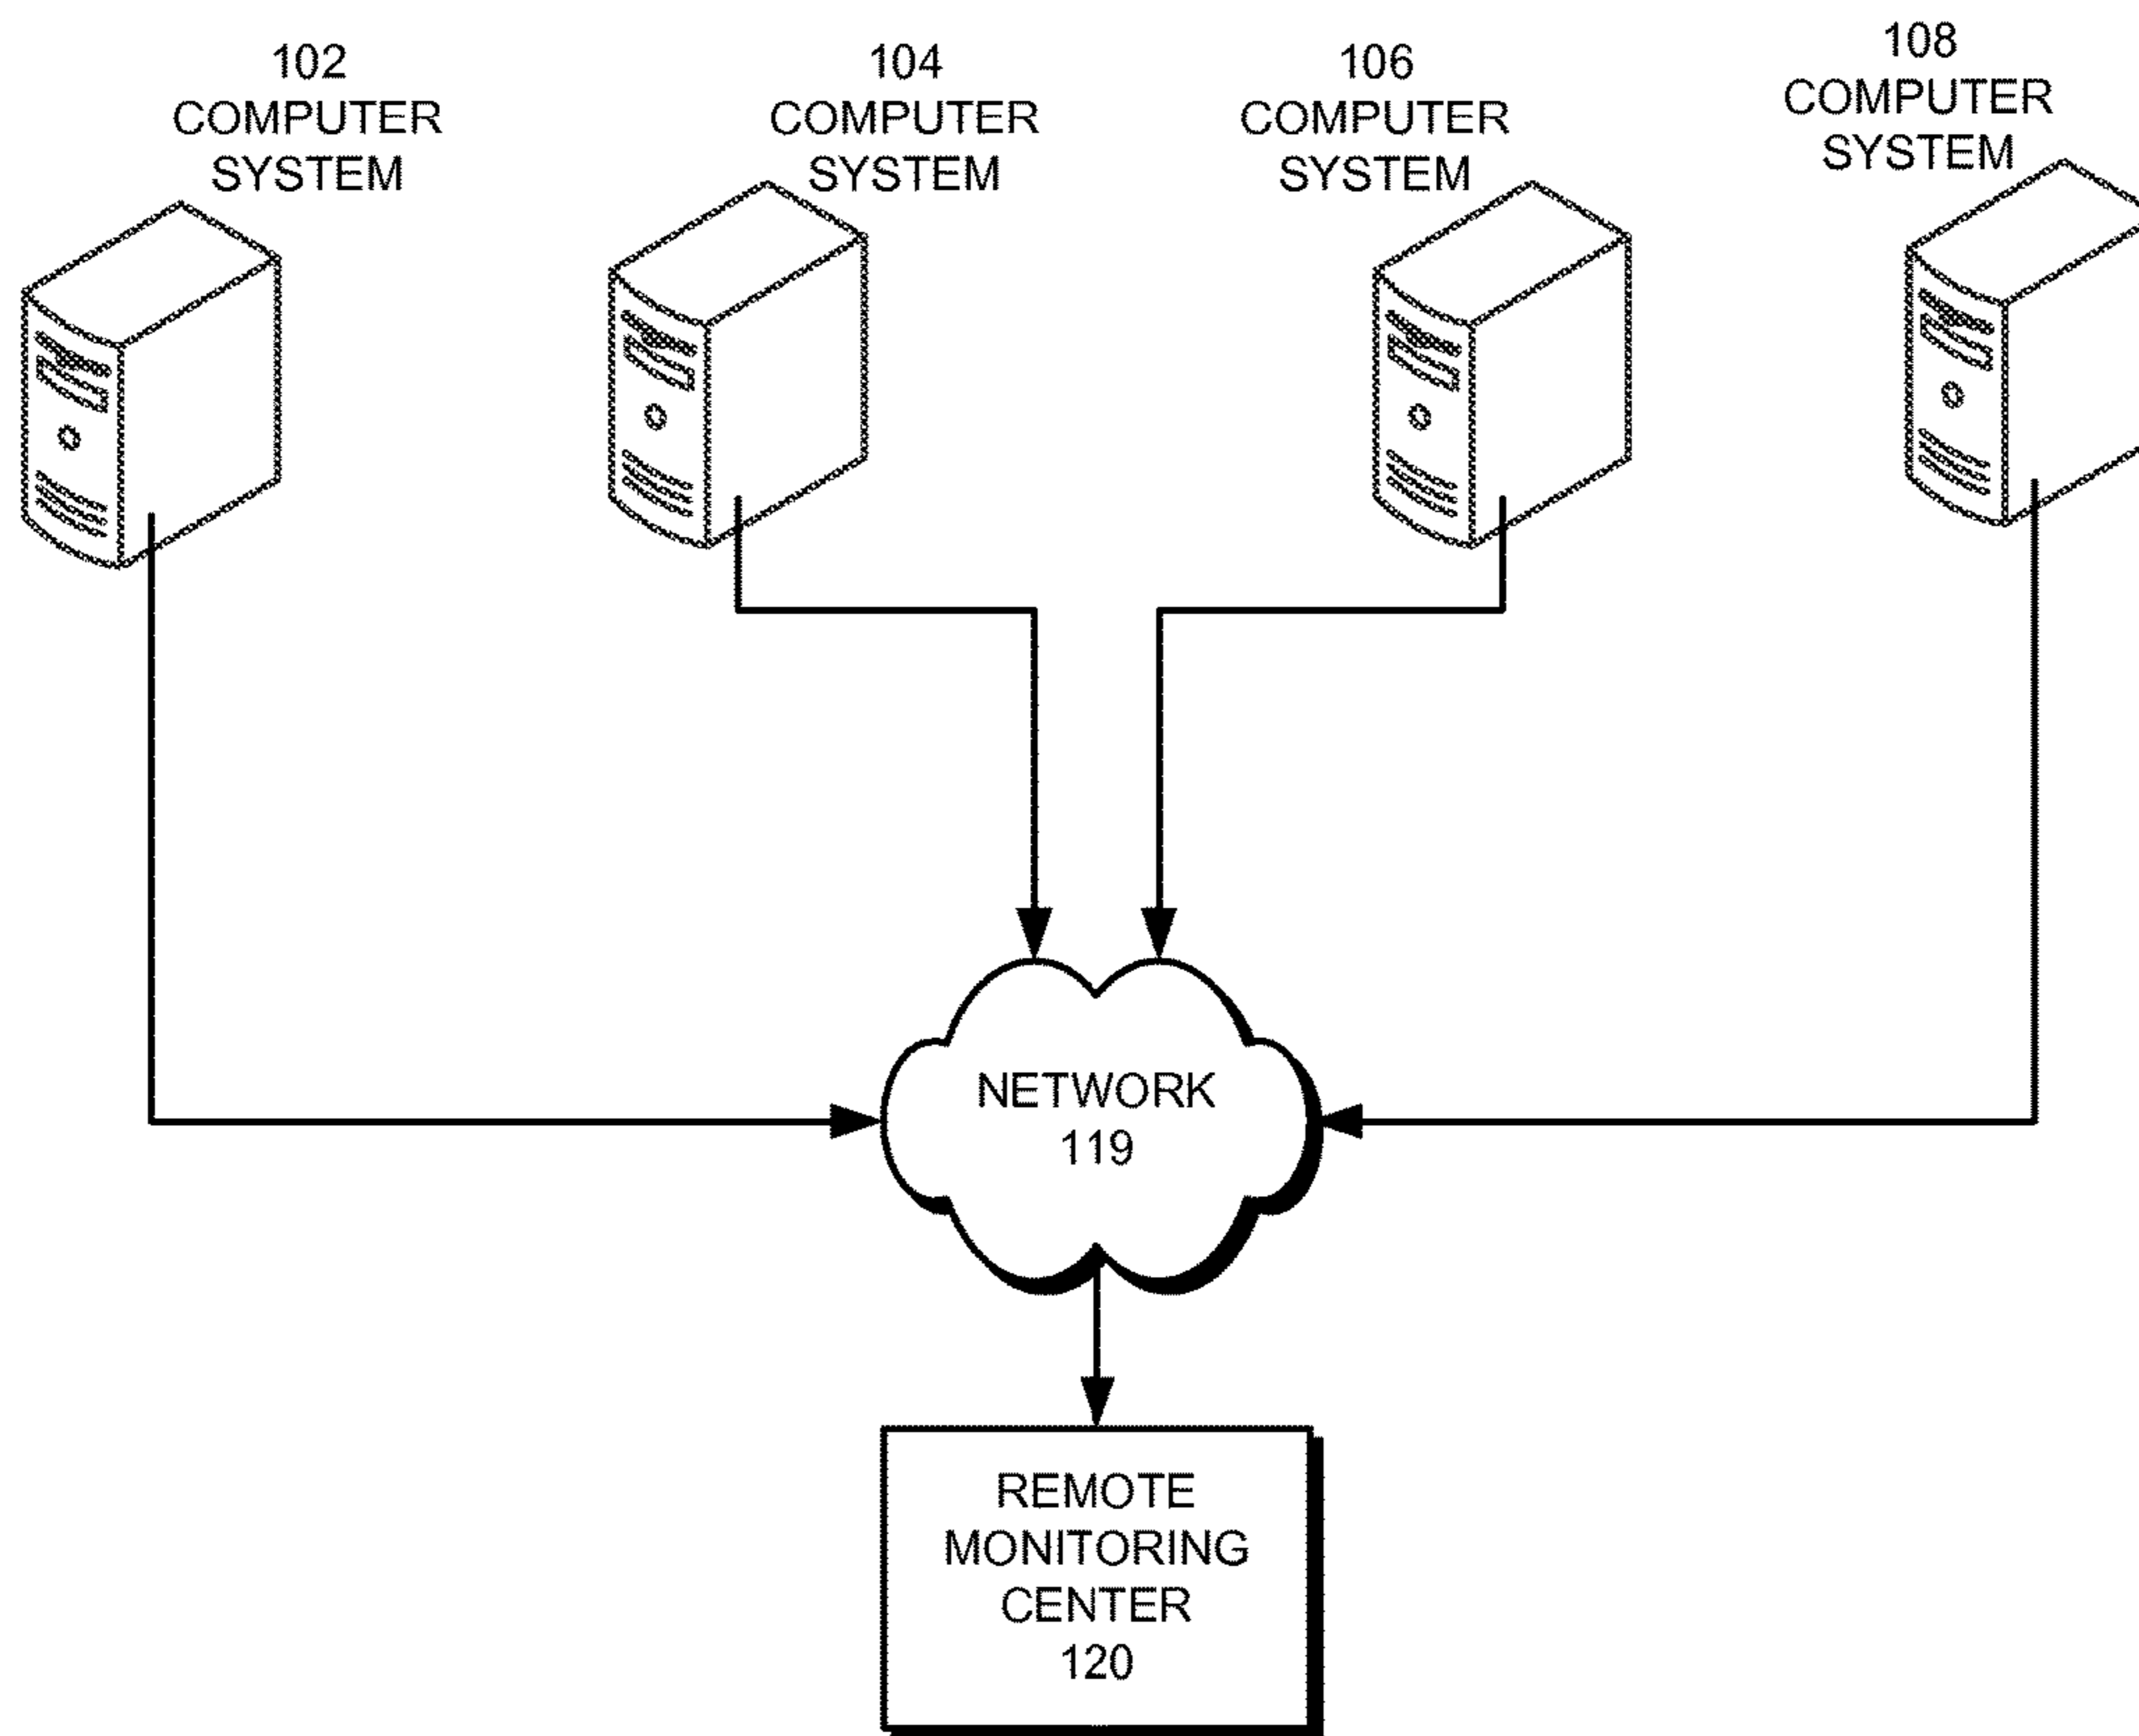 102
COMPUTER
SYSTEM
104
COMPUTER
SYSTEM
106
COMPUTER
SYSTEM
108
COMPUTER
SYSTEM
NETWORK
119
REMOTE
MONITORING
CENTER
120